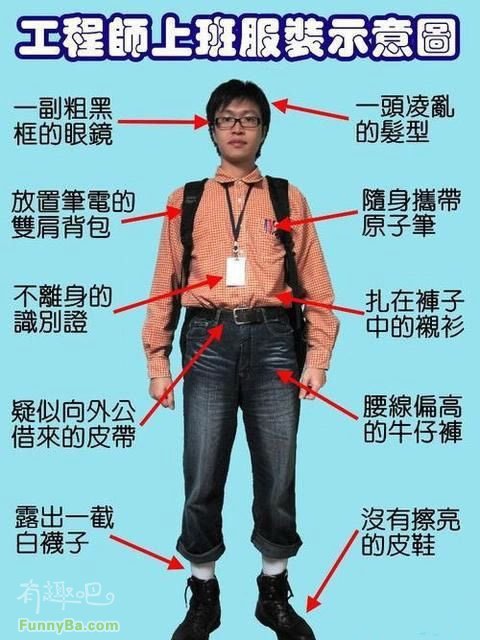 工程師上班服裝示意圖
一副粗黑
框的眼鏡
一頭凌亂
的髮型
放置筆電的
雙肩背包
隨身攜帶
原子筆
不離身的
識別證
扎在褲子
中的襯衫
疑似向外公
借來的皮帶
腰線偏高
的牛仔褲
露出一截
白襪子
沒有擦亮
的皮鞋
有趣吧
FunnyBa.com